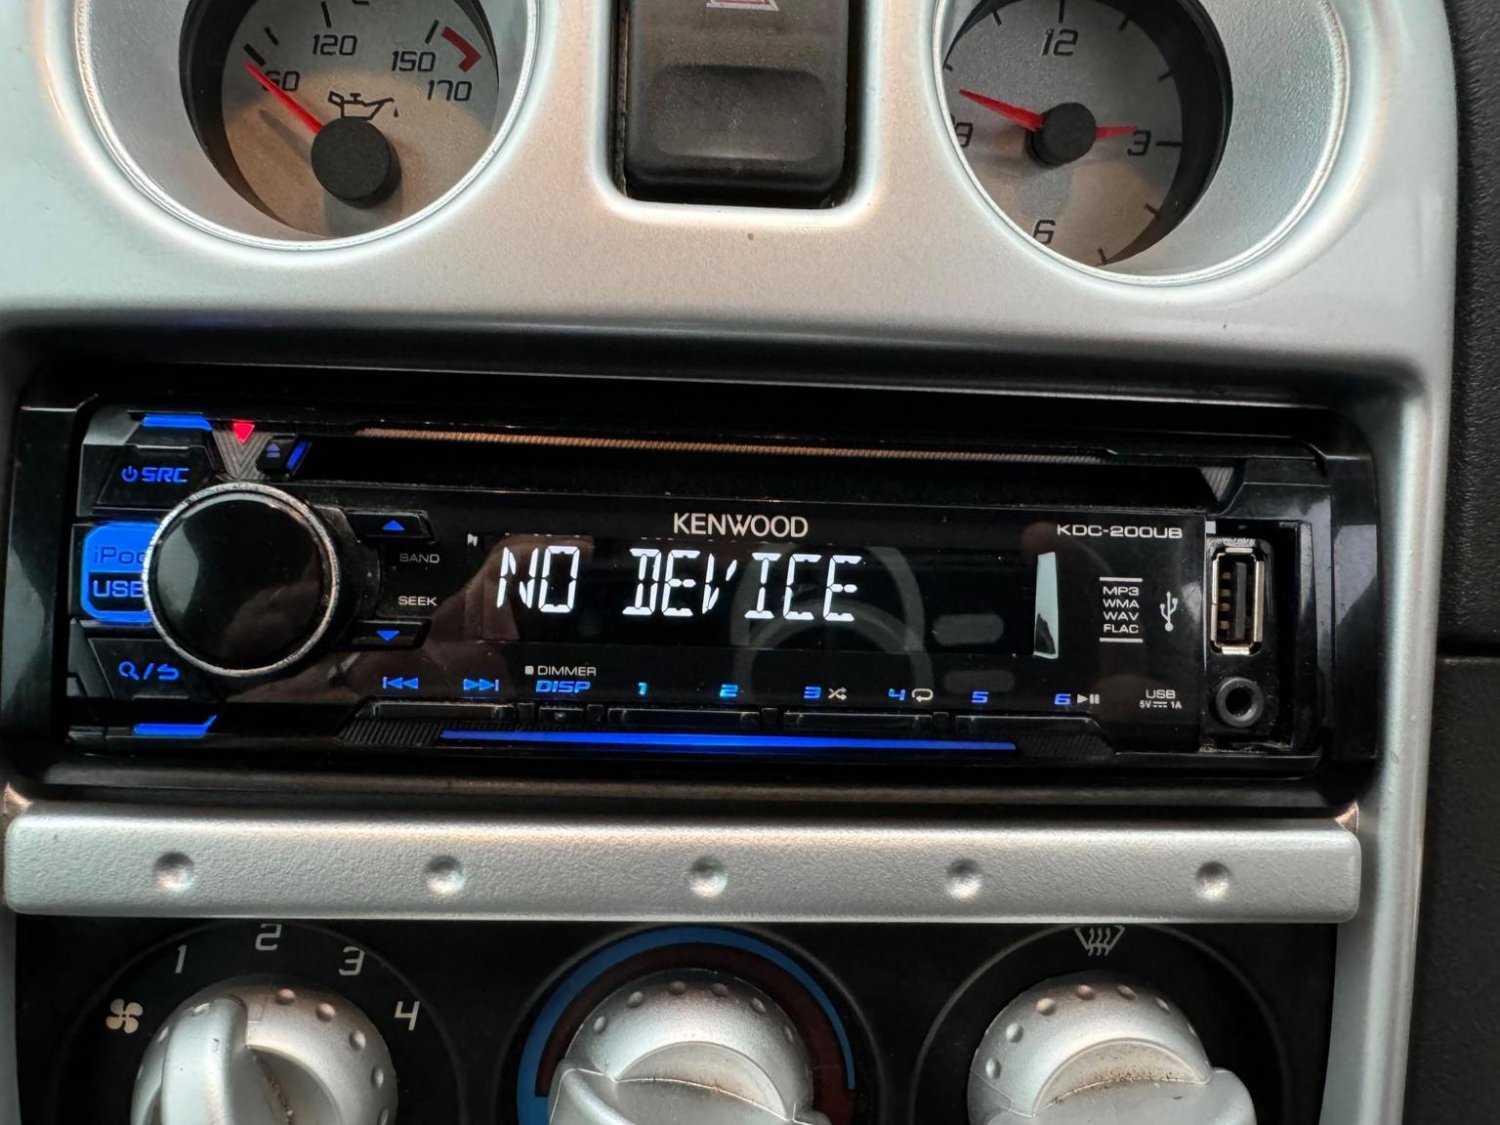 120
150
170
60
12
3
6
SRC
iPod
USB
BAND
SEEK
KENWOOD
KDC-200UB
NO DEVICE
MP3
WMA
WAV
FLAC
DIMMER
DISP
1
2
3
4
5
6
USB
5V 1A
1
2
3
4